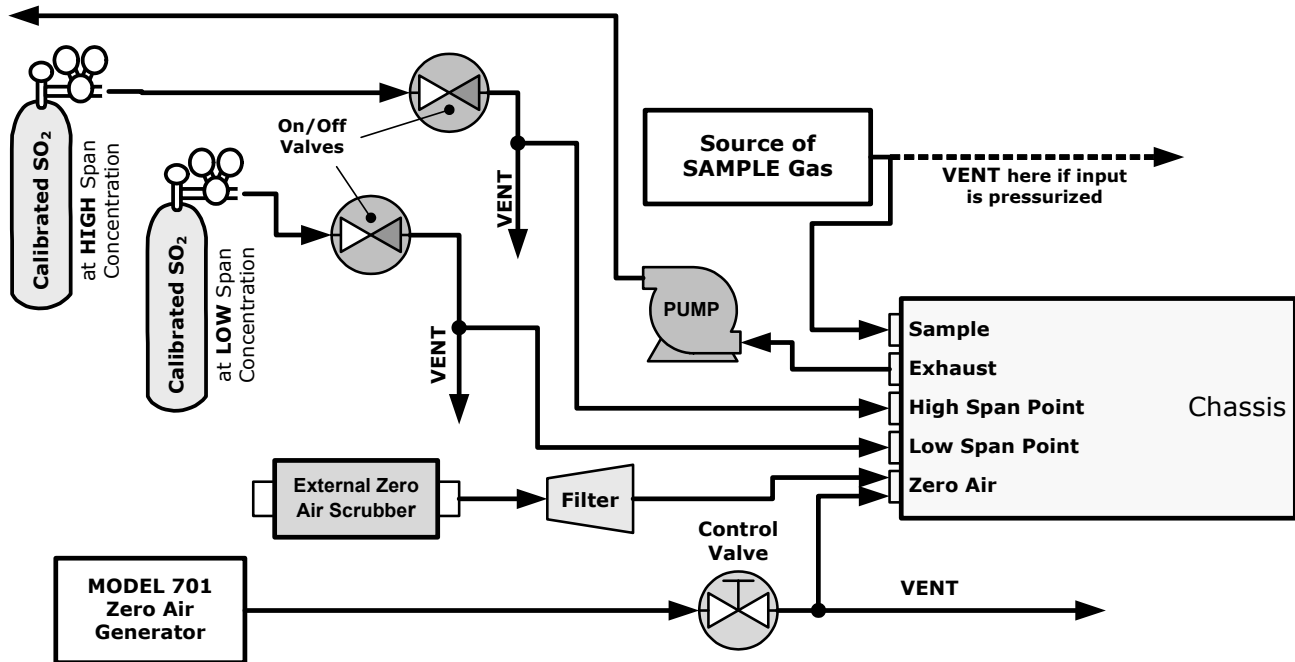 Calibrated SO₂
at HIGH Span
Concentration
Calibrated SO₂
at LOW Span
Concentration
On/Off
Valves
VENT
VENT
Source of
SAMPLE Gas
VENT here if input
is pressurized
PUMP
Sample
Exhaust
High Span Point
Low Span Point
Zero Air
Chassis
External Zero
Air Scrubber
Filter
Control
Valve
MODEL 701
Zero Air
Generator
VENT